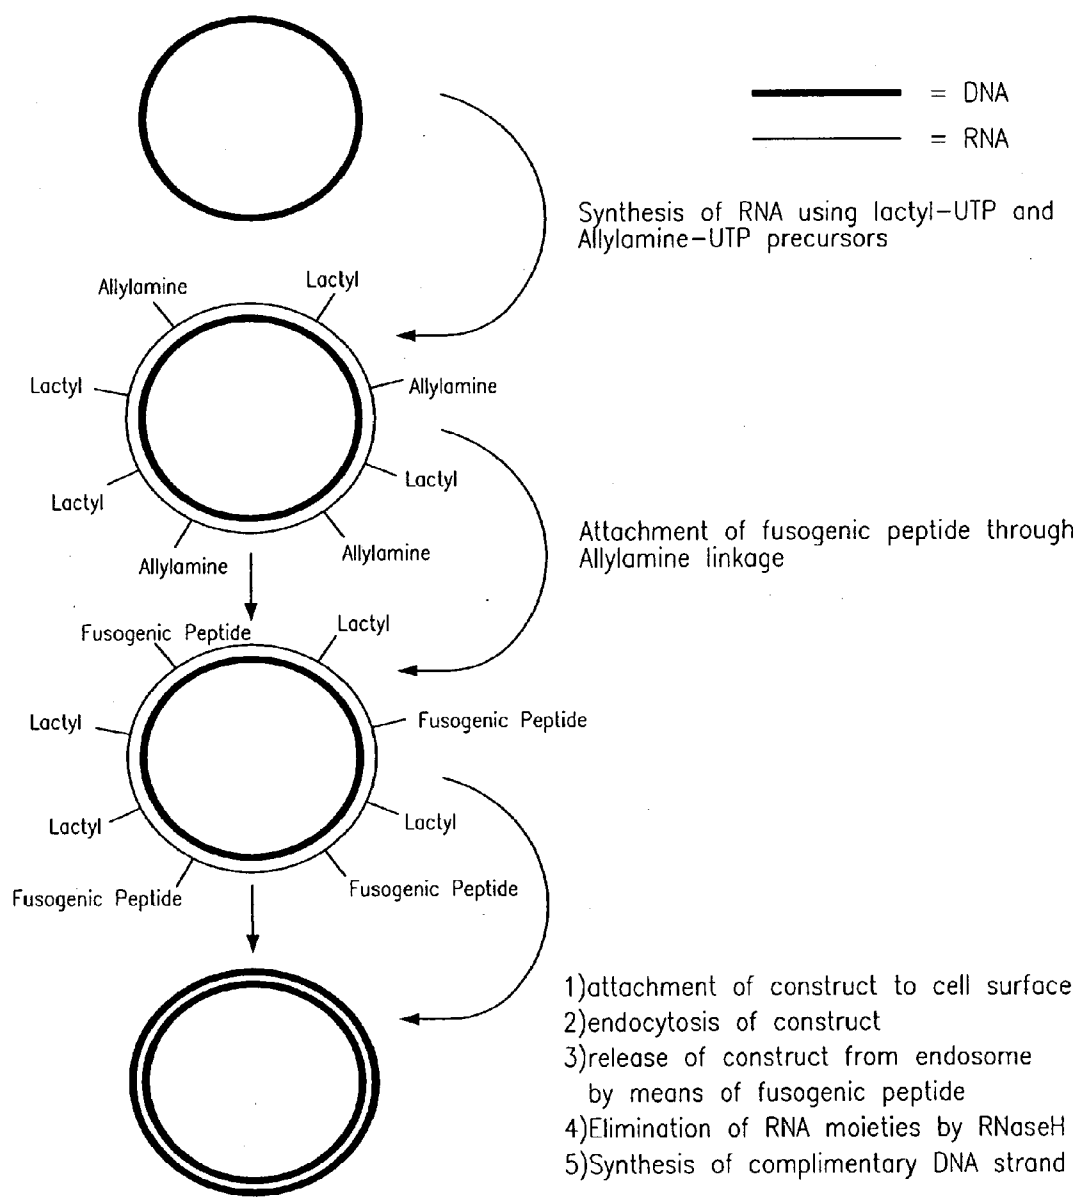 = DNA
= RNA
Synthesis of RNA using lactyl-UTP and
Allylamine-UTP precursors
Allylamine
Lactyl
Lactyl
Allylamine
Lactyl
Lactyl
Allylamine
Allylamine
Attachment of fusogenic peptide through
Allylamine linkage
Fusogenic Peptide
Lactyl
Lactyl
Fusogenic Peptide
Lactyl
Lactyl
Fusogenic Peptide
Fusogenic Peptide
1)attachment of construct to cell surface
2)endocytosis of construct
3)release of construct from endosome
by means of fusogenic peptide
4)Elimination of RNA moieties by RNaseH
5)Synthesis of complimentary DNA strand